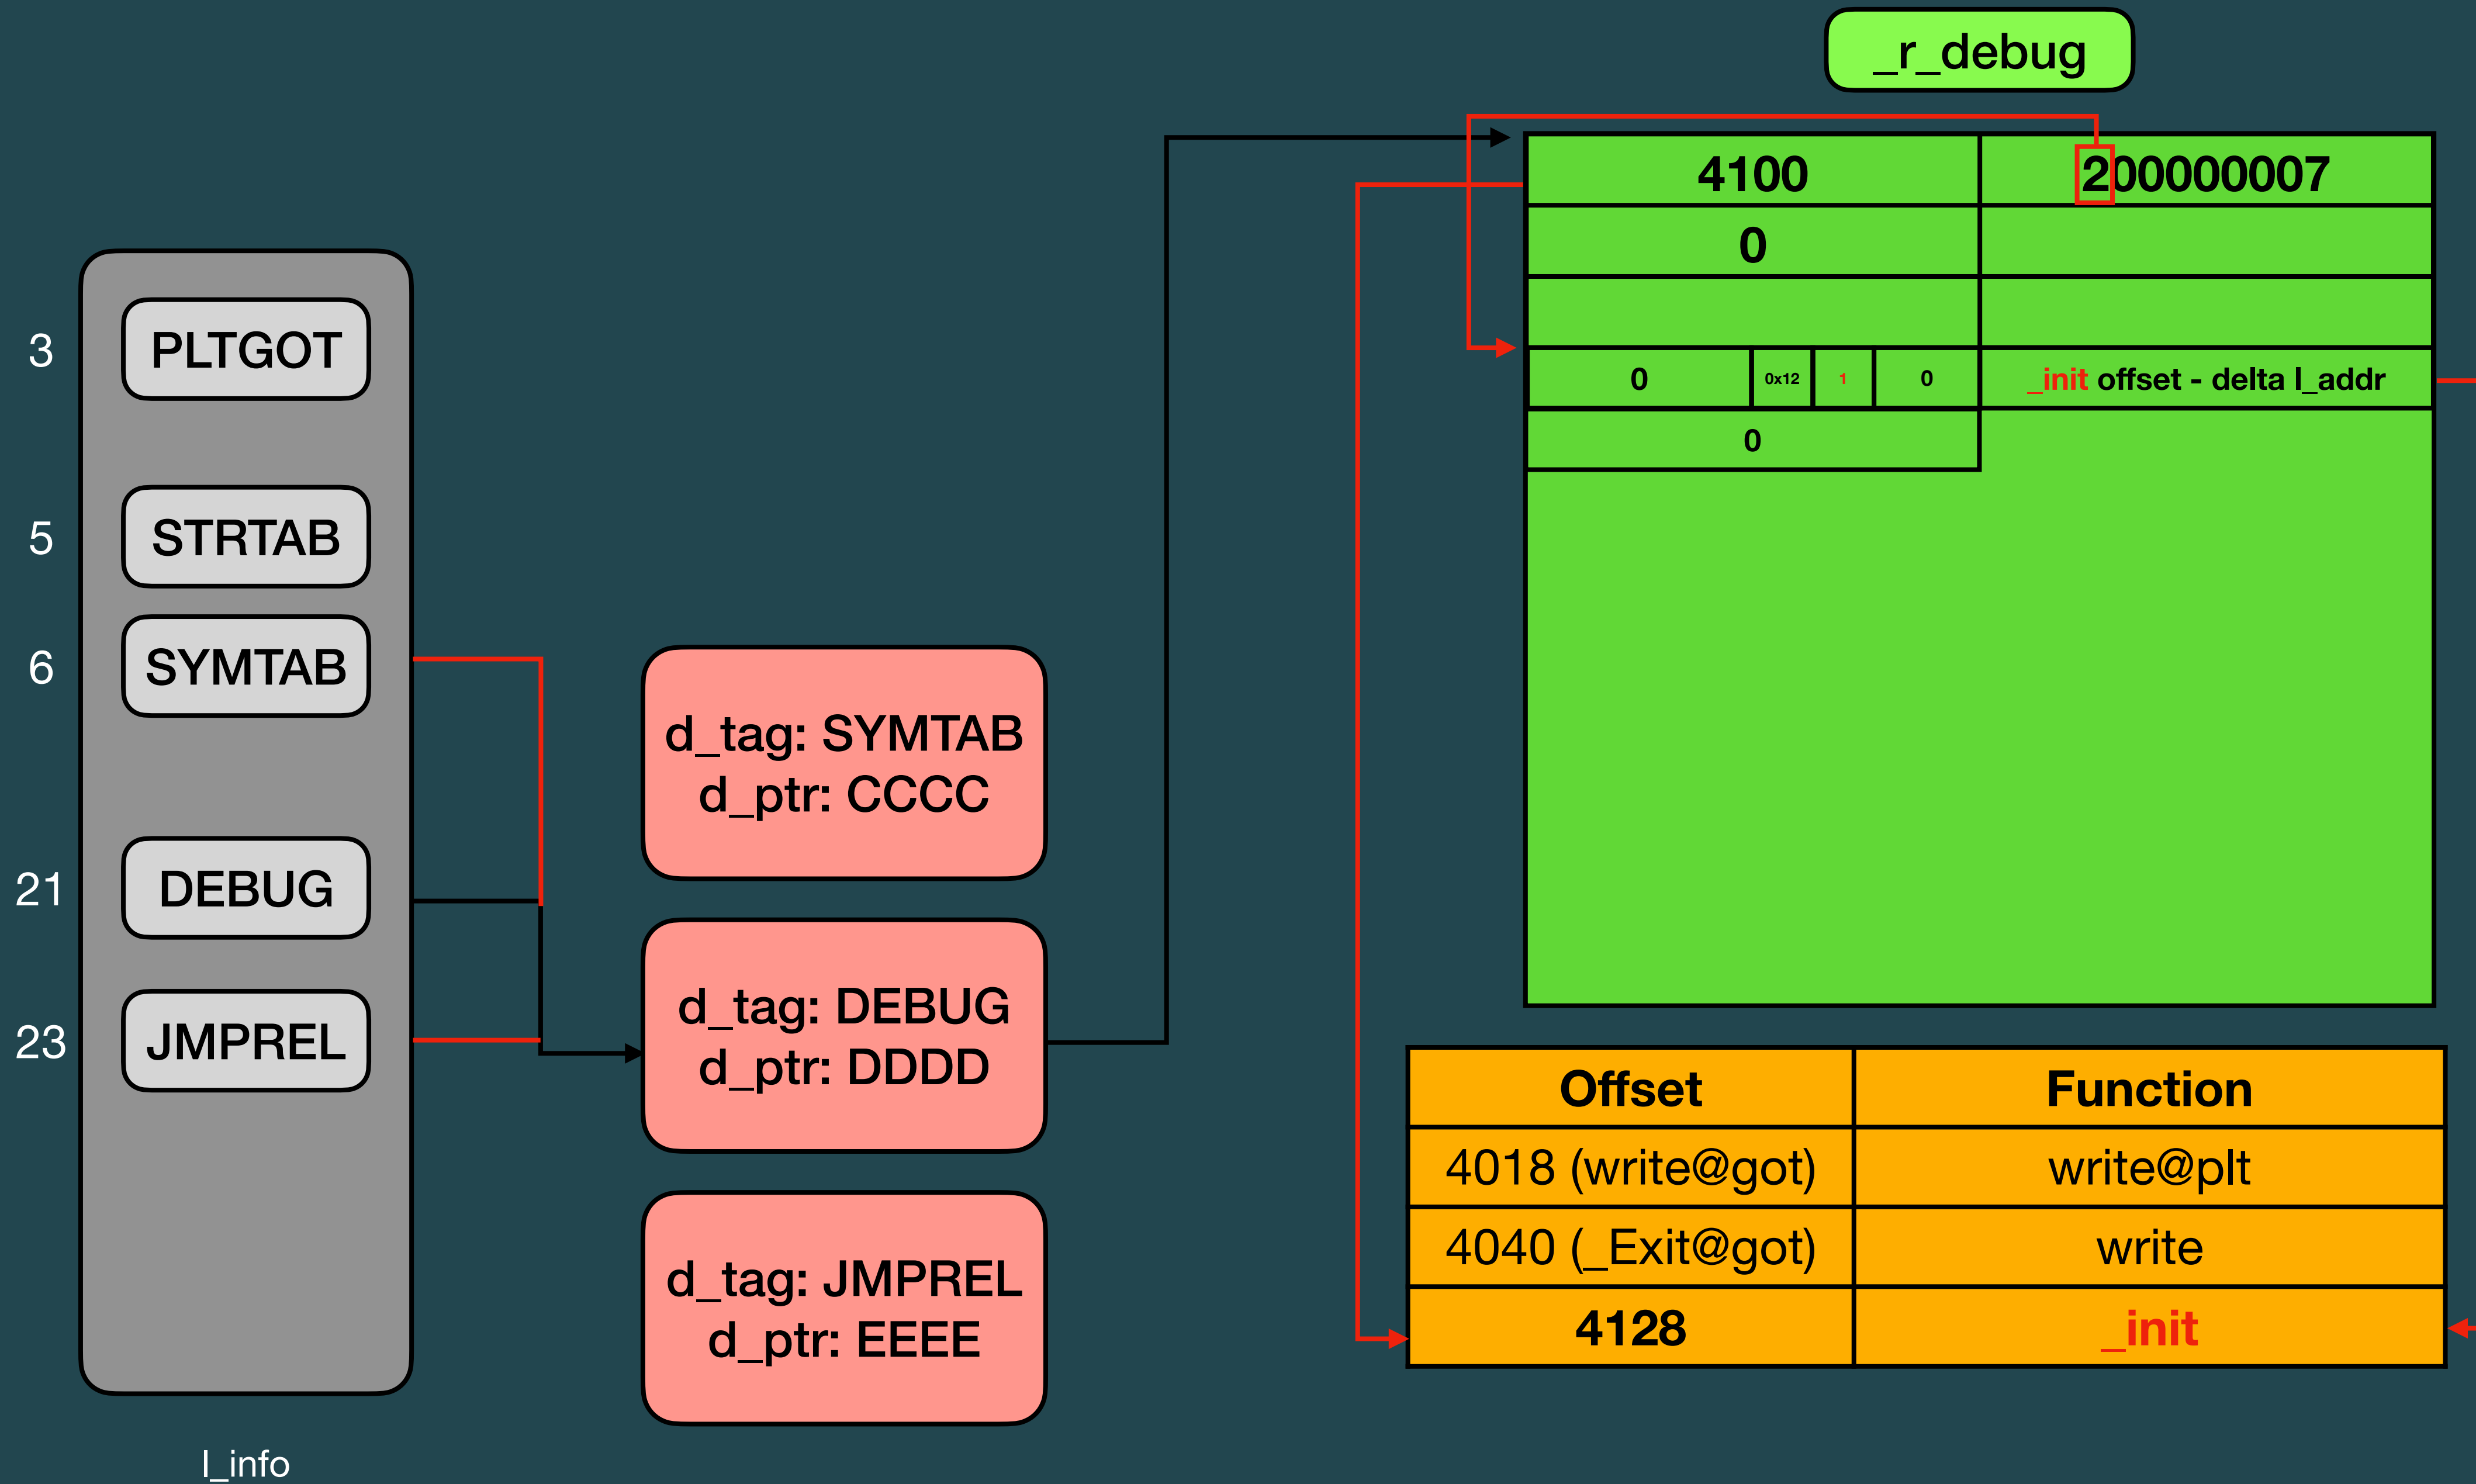 _r_debug
4100 200000007
0
0 0x12 1 0 _init offset - delta l_addr
0
3 PLTGOT
5 STRTAB
6 SYMTAB
21 DEBUG
23 JMPREL
l_info
d_tag: SYMTAB
d_ptr: CCCC
d_tag: DEBUG
d_ptr: DDDD
d_tag: JMPREL
d_ptr: EEEE
Offset Function
4018 (write@got) write@plt
4040 (_Exit@got) write
4128 _init